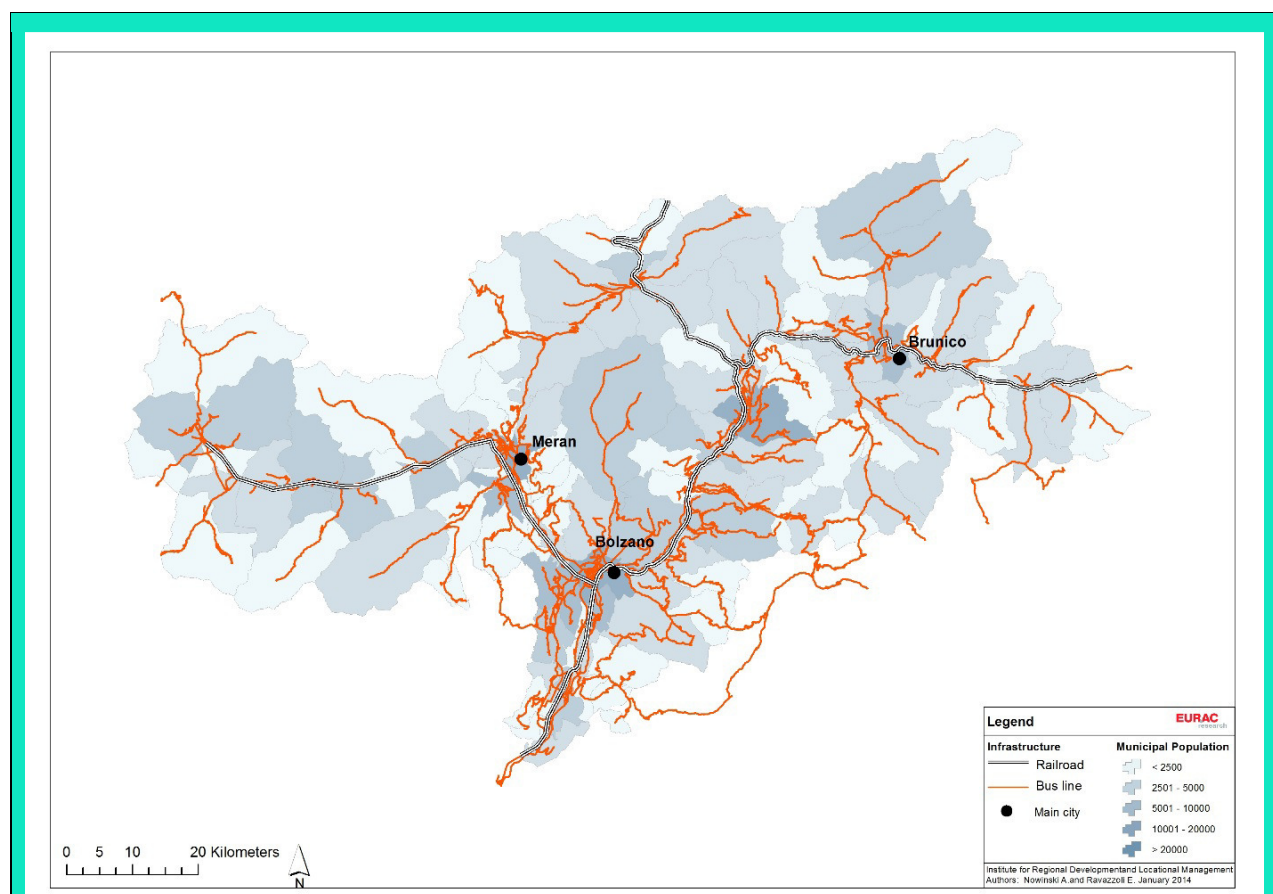 Brunico
Meran
Bolzano
Legend
EURAC
research
Infrastructure
Railroad
Bus line
Main city
Municipal Population
< 2500
2501 - 5000
5001 - 10000
10001 - 20000
> 20000
0 5 10 20 Kilometers
N
Institute for Regional Developmentand Locational Management
Authors: Nowinski A.and Ravazzoli E. January 2014